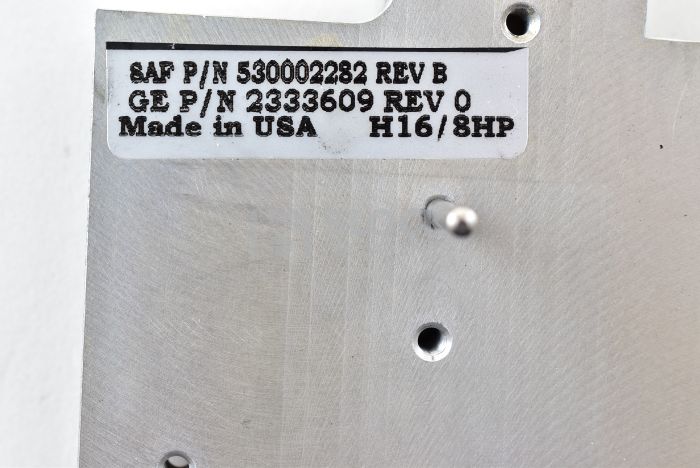 SAF P/N 530002282 REV B
GE P/N 2333609 REV 0
Made in USA H16/8HP